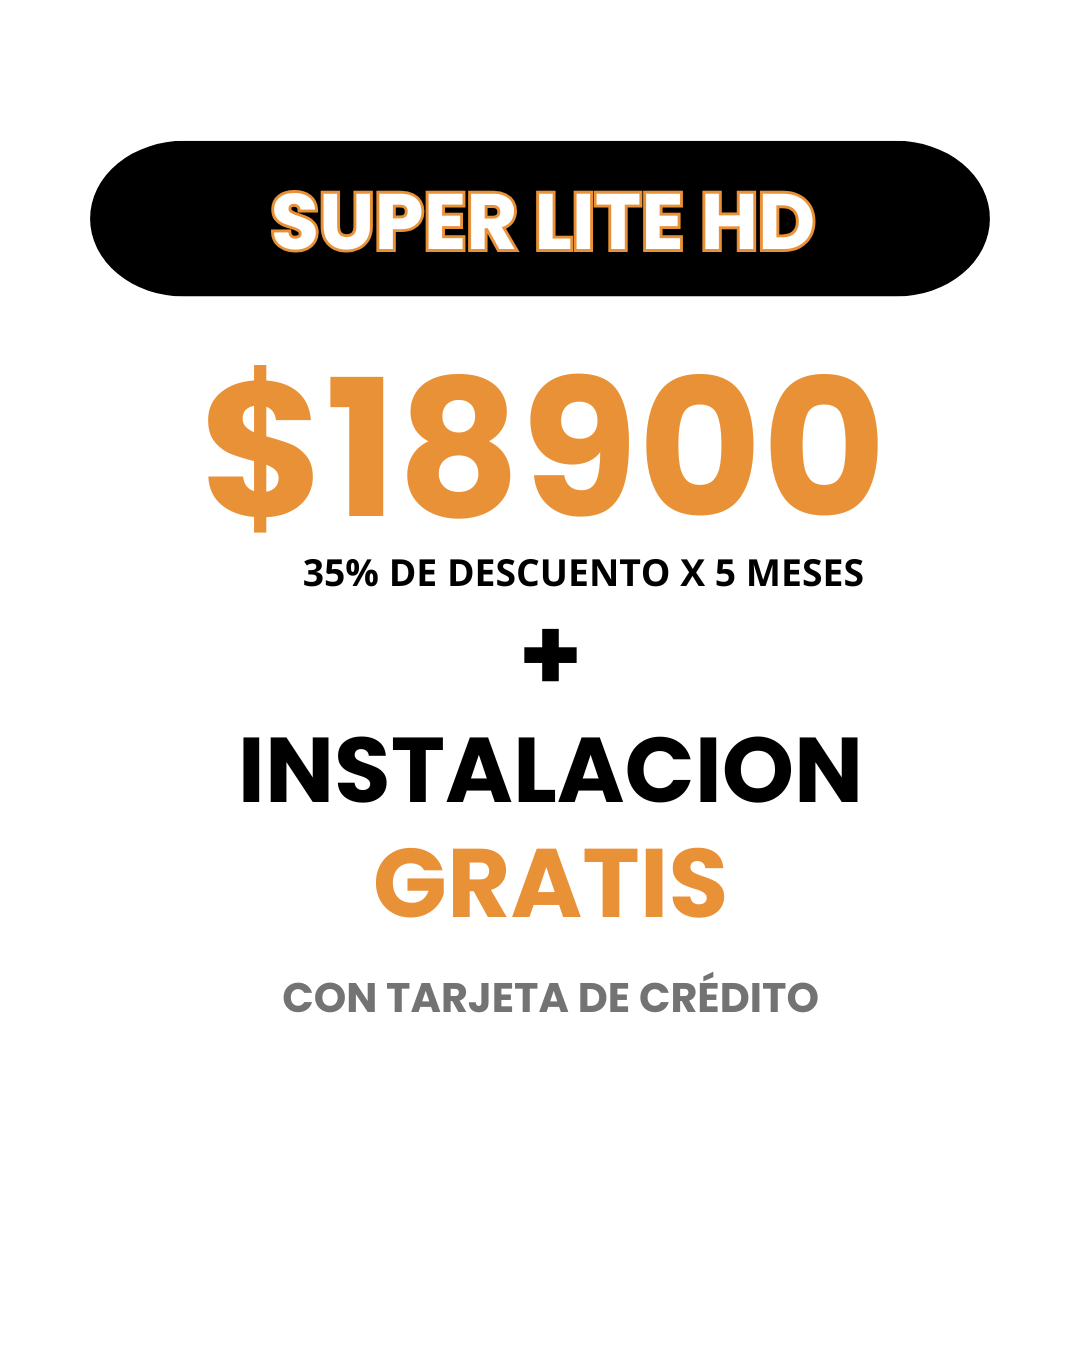 SUPER LITE HD
$18900
35% DE DESCUENTO X 5 MESES
+
INSTALACION
GRATIS
CON TARJETA DE CRÉDITO